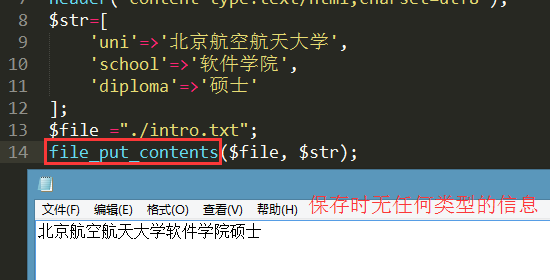 header("content-type:text/html;charset=utf8");
8 $str=[
9 'uni'=>'北京航空航天大学',
10 'school'=>'软件学院',
11 'diploma'=>'硕士'
12 ];
13 $file ="./intro.txt";
14 file_put_contents($file, $str);
文件(F) 编辑(E) 格式(O) 查看(V) 帮助(H) 保存时无任何类型的信息
北京航空航天大学软件学院硕士